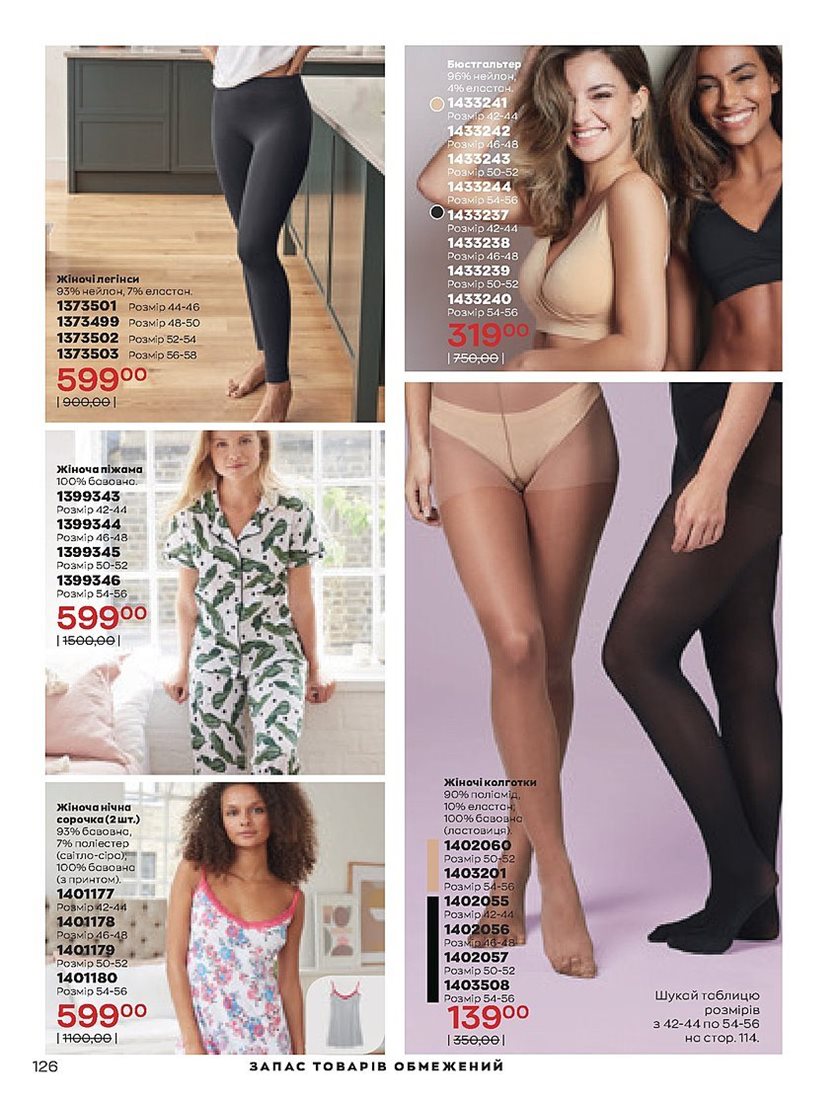 Жіночі легінси
93% нейлон, 7% еластан.
1373501 Розмір 44-46
1373499 Розмір 48-50
1373502 Розмір 52-54
1373503 Розмір 56-58
599⁰⁰
|900,00|
Жіноча піжама
100% бавовна.
1399343
Розмір 42-44
1399344
Розмір 46-48
1399345
Розмір 50-52
1399346
Розмір 54-56
599⁰⁰
|1500,00|
Жіноча нічна
сорочка (2 шт.)
93% бавовна,
7% поліестер
(світло-сіра);
100% бавовна
(з принтом).
1401177
Розмір 42-44
1401178
Розмір 46-48
1401179
Розмір 50-52
1401180
Розмір 54-56
599⁰⁰
|1100,00|
Бюстгальтер
96% нейлон,
4% еластан.
1433241
Розмір 42-44
1433242
Розмір 46-48
1433243
Розмір 50-52
1433244
Розмір 54-56
1433237
Розмір 42-44
1433238
Розмір 46-48
1433239
Розмір 50-52
1433240
Розмір 54-56
319⁰⁰
|750,00|
Жіночі колготки
90% поліамід,
10% еластан;
100% бавовна
(ластовиця).
1402060
Розмір 50-52
1403201
Розмір 54-56
1402055
Розмір 42-44
1402056
Розмір 46-48
1402057
Розмір 50-52
1403508
Розмір 54-56
139⁰⁰
|350,00|
Шукай таблицю
розмірів
з 42-44 по 54-56
на стор. 114.
126
ЗАПАС ТОВАРІВ ОБМЕЖЕНИЙ